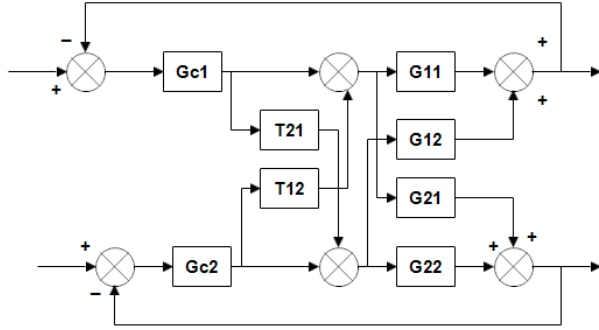 −
+
+
+
Gc1
G11
T21
G12
T12
G21
+
−
Gc2
G22
+
+